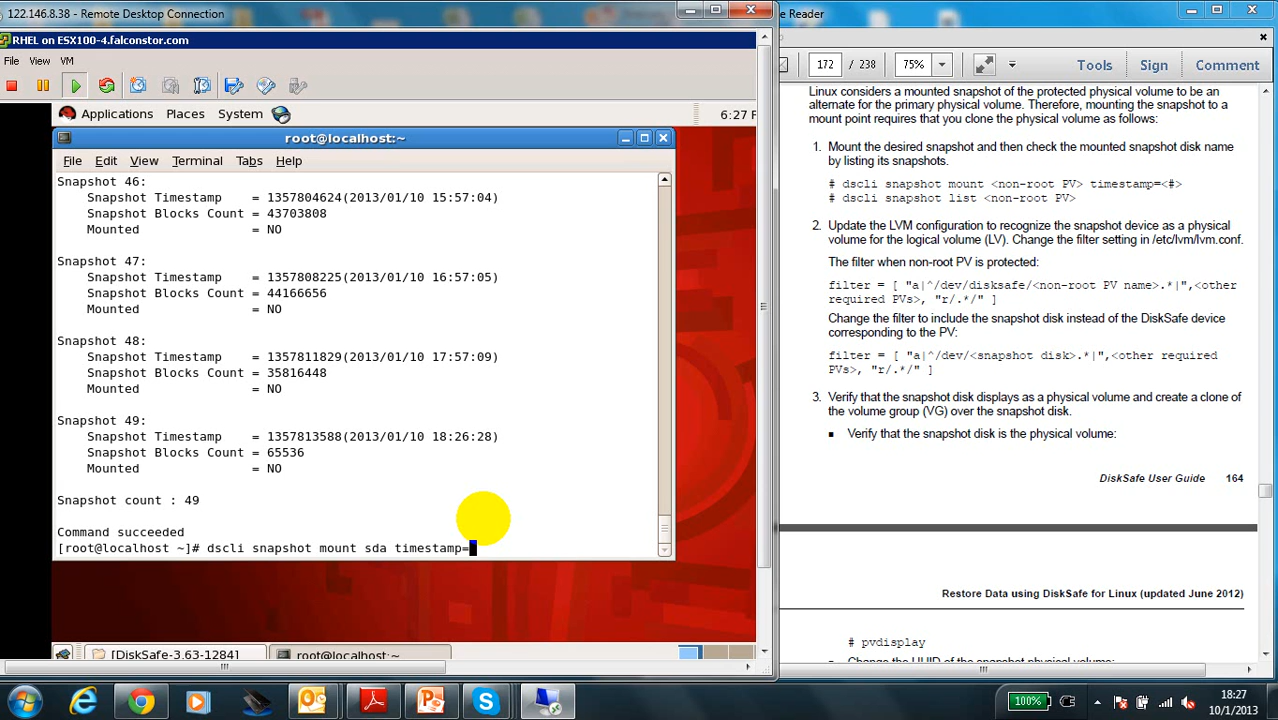 122.146.8.38 - Remote Desktop Connection
RHEL on ESX100-4.falconstor.com
File View VM
Applications Places System 6:27 F
root@localhost:~
File Edit View Terminal Tabs Help
Snapshot 46:
Snapshot Timestamp = 1357804624(2013/01/10 15:57:04)
Snapshot Blocks Count = 43703808
Mounted = NO
Snapshot 47:
Snapshot Timestamp = 1357808225(2013/01/10 16:57:05)
Snapshot Blocks Count = 44166656
Mounted = NO
Snapshot 48:
Snapshot Timestamp = 1357811829(2013/01/10 17:57:09)
Snapshot Blocks Count = 35816448
Mounted = NO
Snapshot 49:
Snapshot Timestamp = 1357813588(2013/01/10 18:26:28)
Snapshot Blocks Count = 65536
Mounted = NO
Snapshot count : 49
Command succeeded
[root@localhost ~]# dscli snapshot mount sda timestamp=
[DiskSafe-3.63-1284]
root@localhost:~
e Reader
172 / 238 75% Tools Sign Comment
Linux considers a mounted snapshot of the protected physical volume to be an
alternate for the primary physical volume. Therefore, mounting the snapshot to a
mount point requires that you clone the physical volume as follows:
1. Mount the desired snapshot and then check the mounted snapshot disk name
by listing its snapshots.
# dscli snapshot mount <non-root PV> timestamp=<#>
# dscli snapshot list <non-root PV>
2. Update the LVM configuration to recognize the snapshot device as a physical
volume for the logical volume (LV). Change the filter setting in /etc/lvm/lvm.conf.
The filter when non-root PV is protected:
filter = [ "a|^/dev/disksafe/<non-root PV name>.*|",<other
required PVs>, "r/.*/" ]
Change the filter to include the snapshot disk instead of the DiskSafe device
corresponding to the PV:
filter = [ "a|^/dev/<snapshot disk>.*|",<other required
PVs>, "r/.*/" ]
3. Verify that the snapshot disk displays as a physical volume and create a clone of
the volume group (VG) over the snapshot disk.
▪ Verify that the snapshot disk is the physical volume:
DiskSafe User Guide 164
Restore Data using DiskSafe for Linux (updated June 2012)
# pvdisplay
Change the UUID of the snapshot physical volume:
100%
18:27
10/1/2013